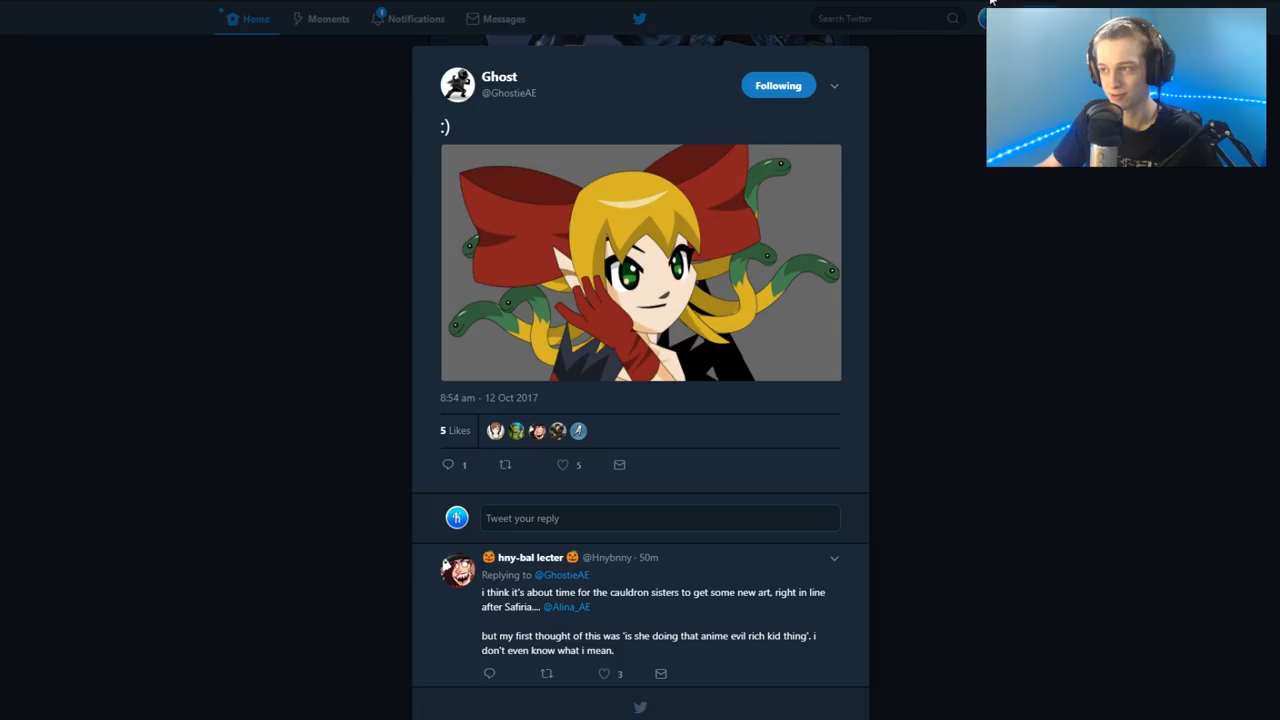 Home Moments 1 Notifications Messages Search Twitter
Ghost
@GhostieAE
Following
:)
8:54 am - 12 Oct 2017
5 Likes
1 5
Tweet your reply
🎃 hny-bal lecter 🎃 @Hnybnny · 50m
Replying to @GhostieAE
i think it's about time for the cauldron sisters to get some new art, right in line
after Safiria.... @Alina_AE
but my first thought of this was 'is she doing that anime evil rich kid thing'. i
don't even know what i mean.
3